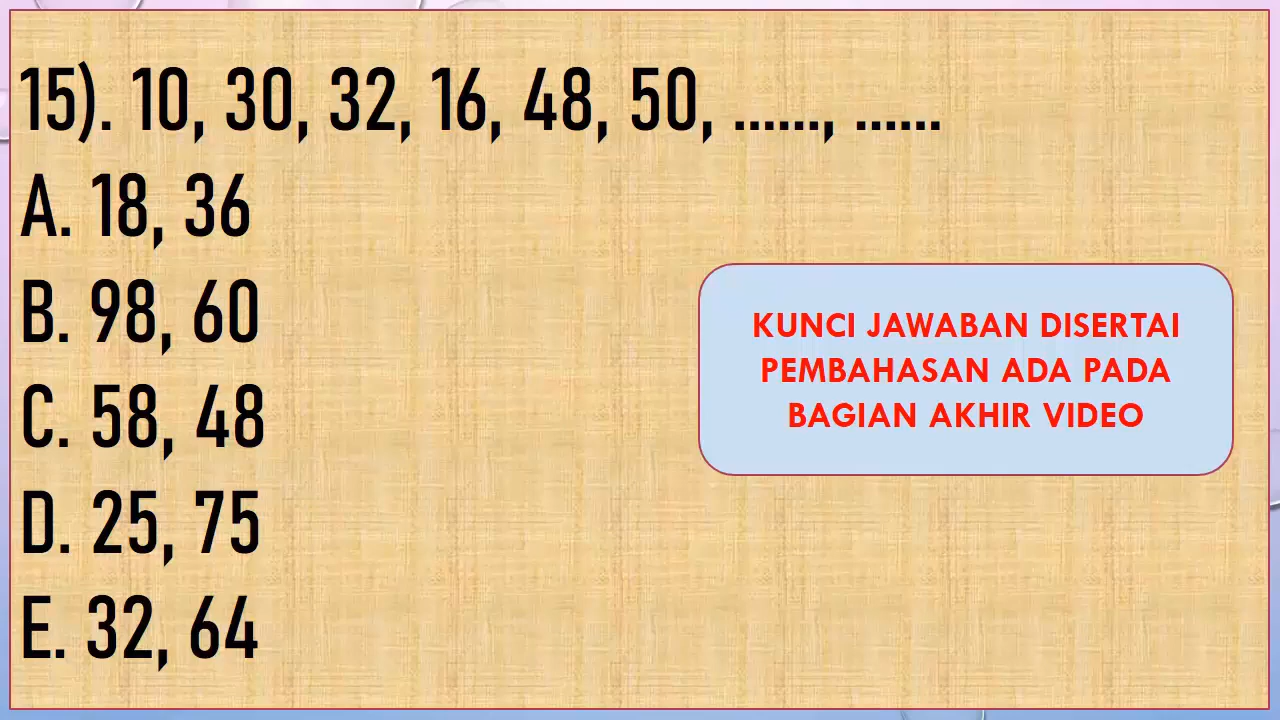 15). 10, 30, 32, 16, 48, 50, ......, ......
A. 18, 36
B. 98, 60
C. 58, 48
D. 25, 75
E. 32, 64
KUNCI JAWABAN DISERTAI
PEMBAHASAN ADA PADA
BAGIAN AKHIR VIDEO